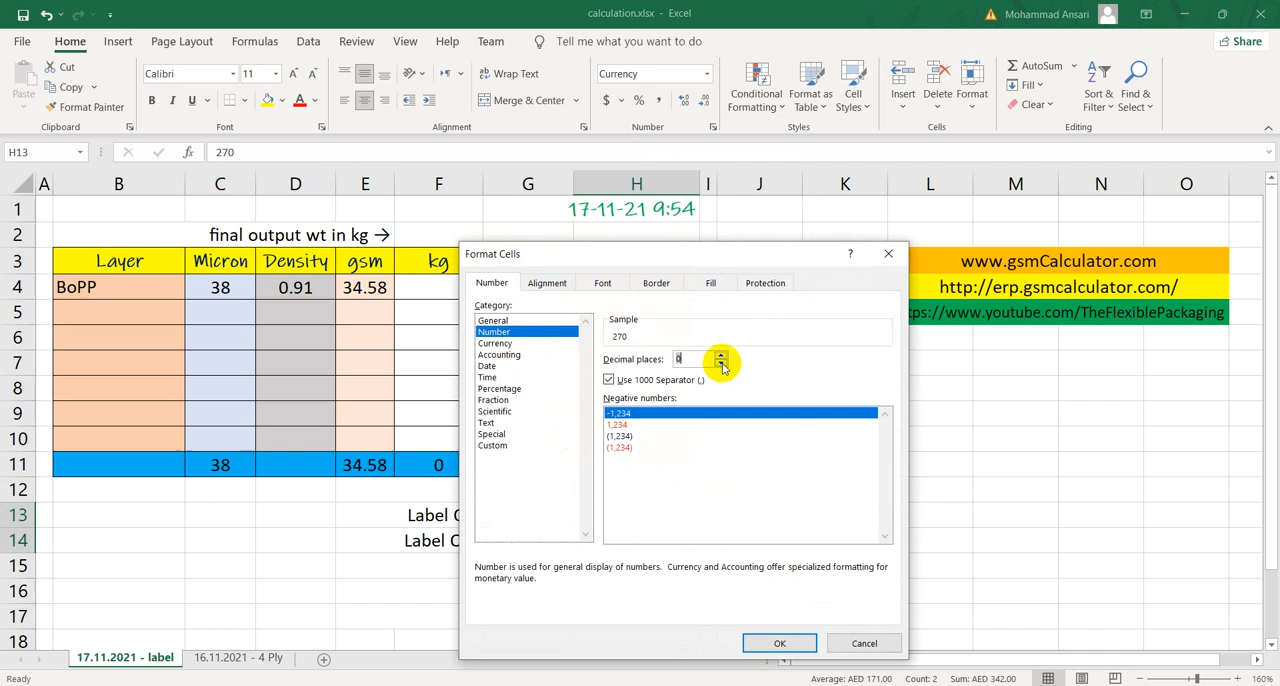 calculation.xlsx - Excel
Mohammad Ansari
File Home Insert Page Layout Formulas Data Review View Help Team Tell me what you want to do Share
Paste
Cut
Copy
Format Painter
Clipboard
Calibri 11
B I U A
Font
Wrap Text
Merge & Center
Alignment
Currency
$ % ,
Number
Conditional Formatting
Format as Table
Cell Styles
Styles
Insert Delete Format
Cells
AutoSum
Fill
Clear
Sort & Filter
Find & Select
Editing
H13 fx 270
A B C D E F G H I J K L M N O
1 17-11-21 9:54
2 final output wt in kg →
3 Layer Micron Density gsm kg www.gsmCalculator.com
4 BoPP 38 0.91 34.58 http://erp.gsmcalculator.com/
5 /www.youtube.com/TheFlexiblePackaging
6
7
8
9
10
11 38 34.58 0
12
13 Label
14 Label
15
16
17
18
Format Cells ?
Number Alignment Font Border Fill Protection
Category:
General
Number
Currency
Accounting
Date
Time
Percentage
Fraction
Scientific
Text
Special
Custom
Sample
270
Decimal places: 0
Use 1000 Separator (,)
Negative numbers:
-1,234
1,234
(1,234)
(1,234)
Number is used for general display of numbers. Currency and Accounting offer specialized formatting for
monetary value.
OK Cancel
17.11.2021 - label 16.11.2021 - 4 Ply
Ready Average: AED 171.00 Count: 2 Sum: AED 342.00 160%